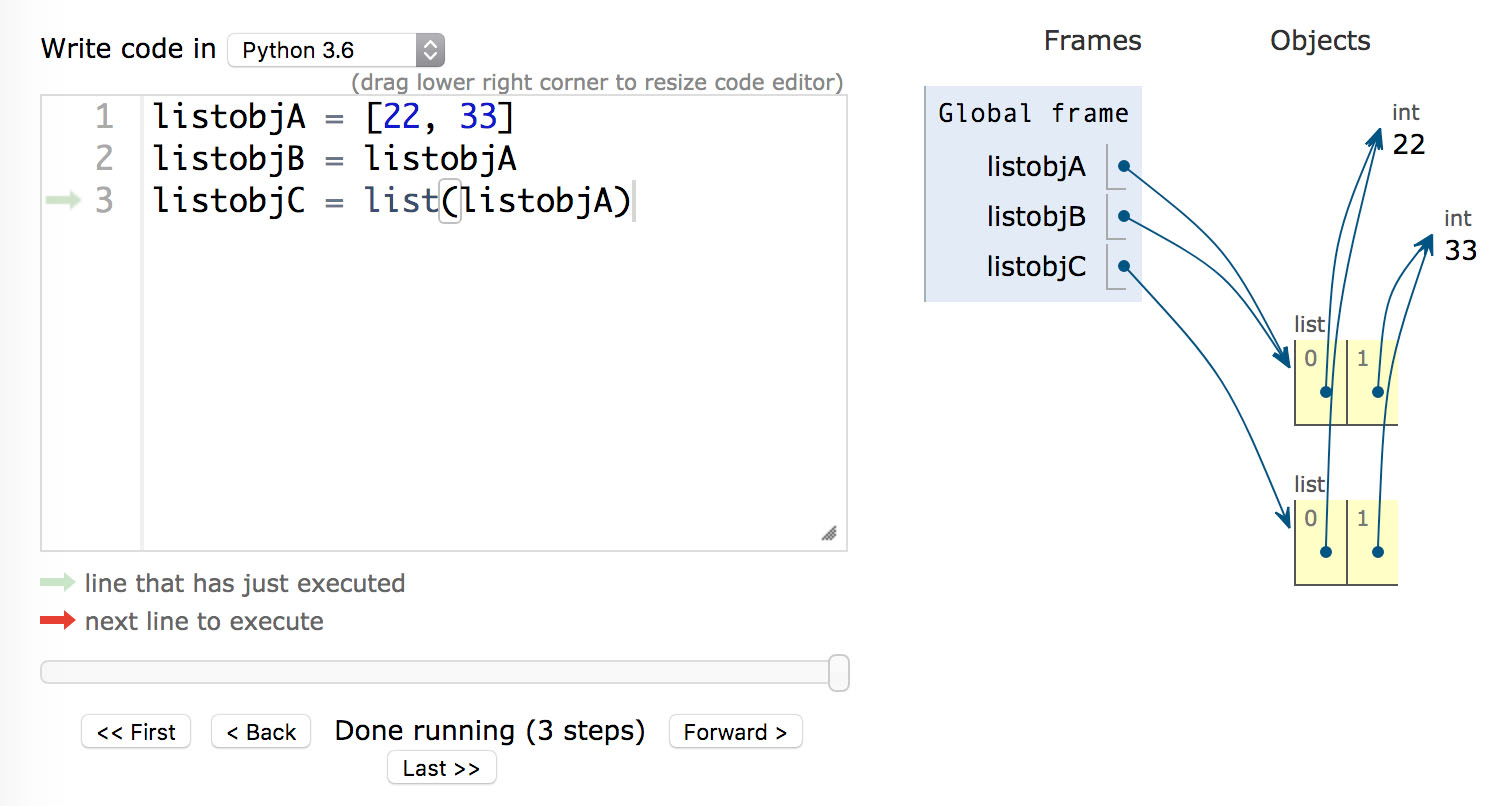 Write code in Python 3.6
(drag lower right corner to resize code editor)
1 listobjA = [22, 33]
2 listobjB = listobjA
3 listobjC = list(listobjA)
line that has just executed
next line to execute
<< First < Back Done running (3 steps) Forward >
Last >>
Frames Objects
Global frame
listobjA
listobjB
listobjC
int
22
int
33
list
0 1
list
0 1